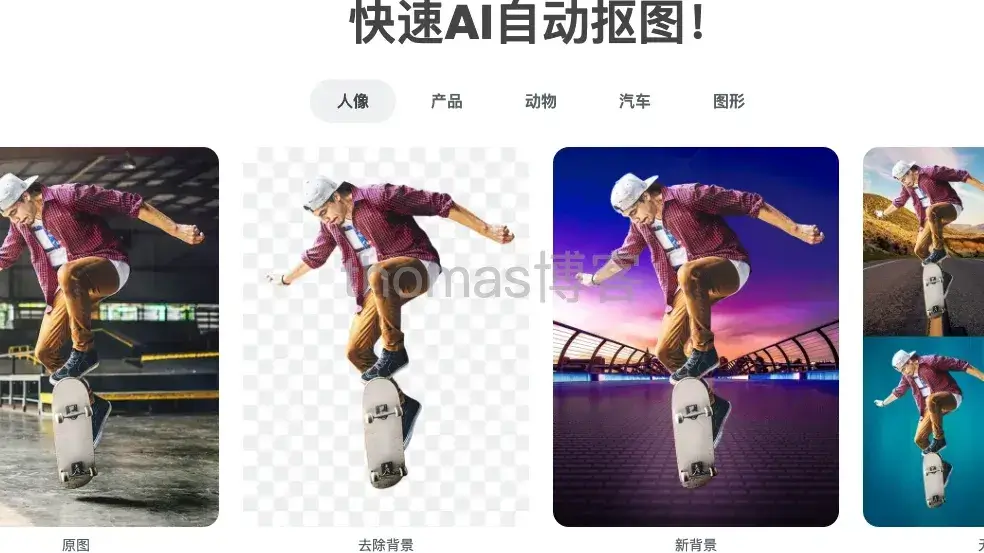 快速AI自动抠图！
人像 产品 动物 汽车 图形
thomas博客
原图 去除背景 新背景